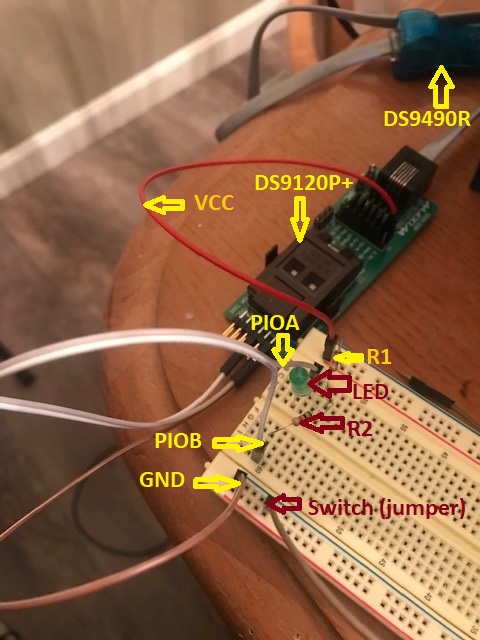 DS9490R
DS9120P+
VCC
PIOA
R1
LED
R2
PIOB
GND
Switch (jumper)